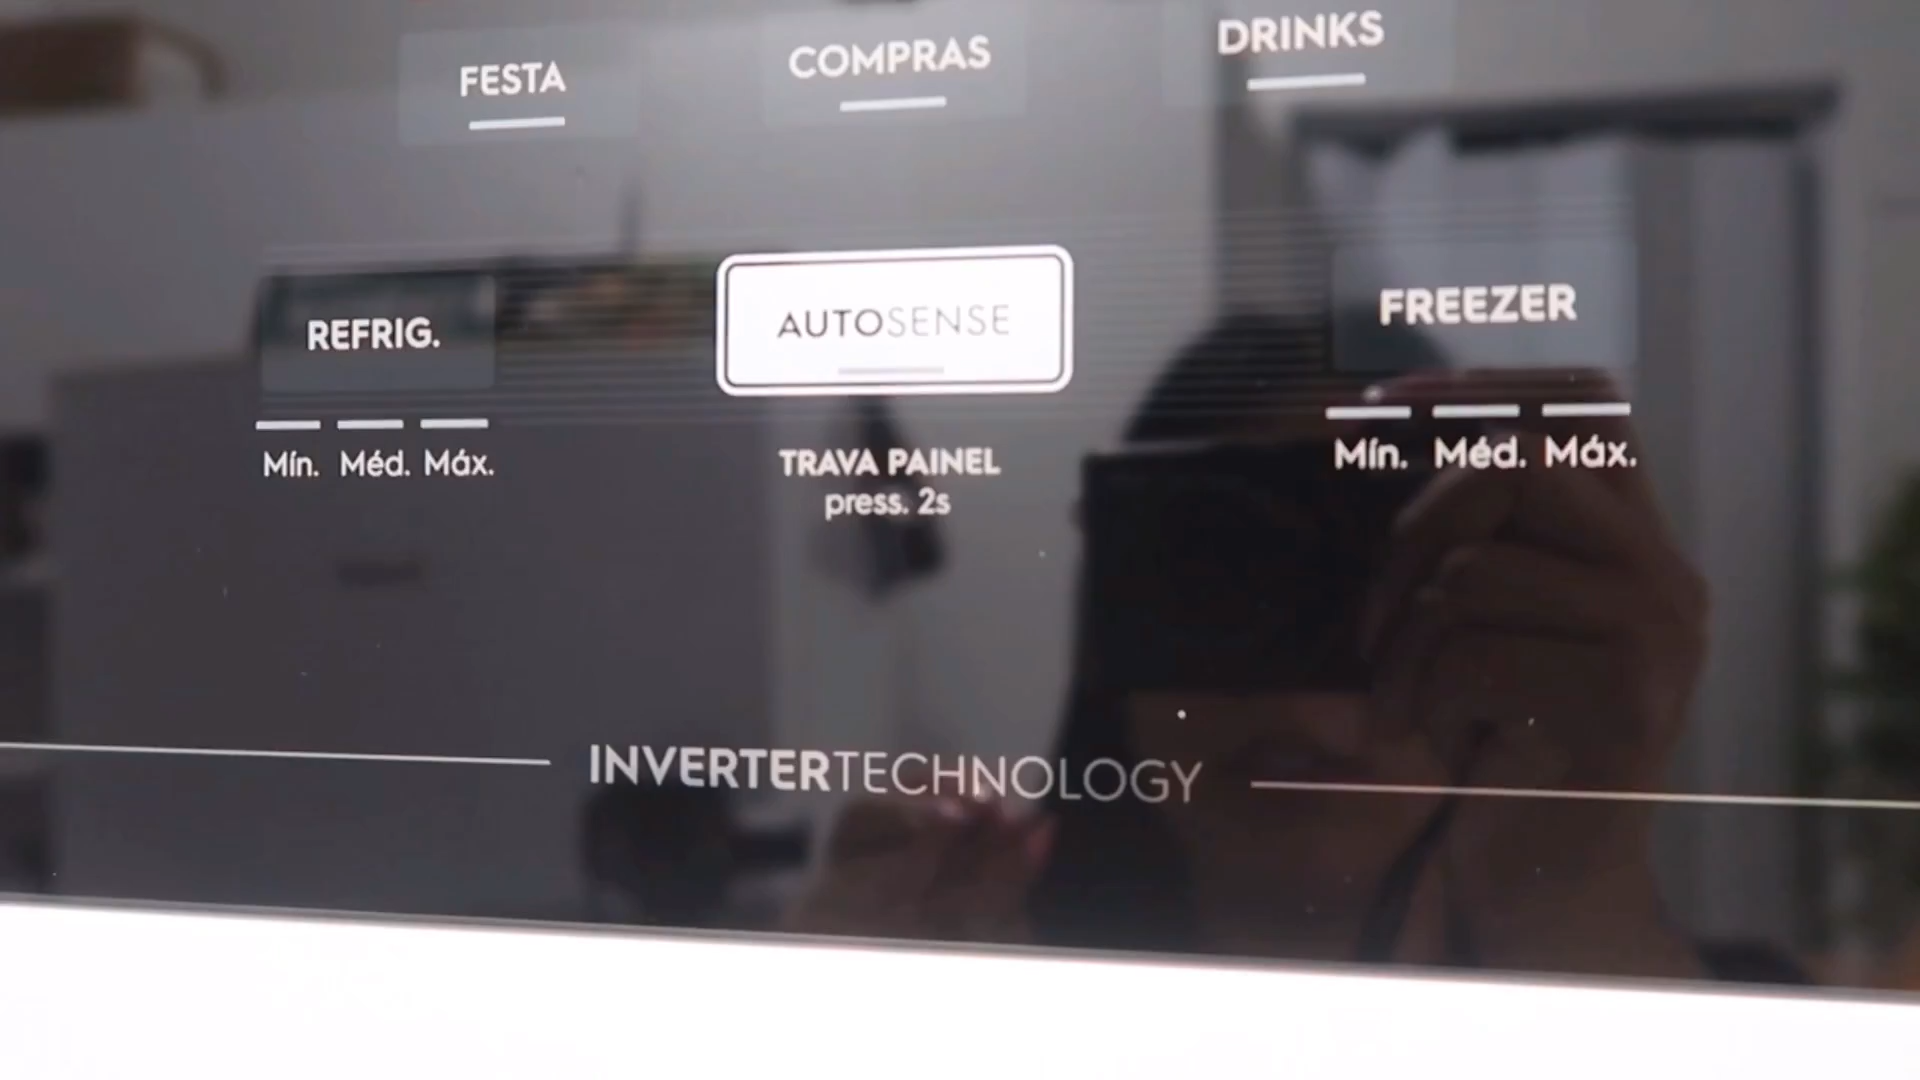 FESTA
COMPRAS
DRINKS
REFRIG.
AUTOSENSE
FREEZER
Mín. Méd. Máx.
TRAVA PAINEL
press. 2s
Mín. Méd. Máx.
INVERTERTECHNOLOGY